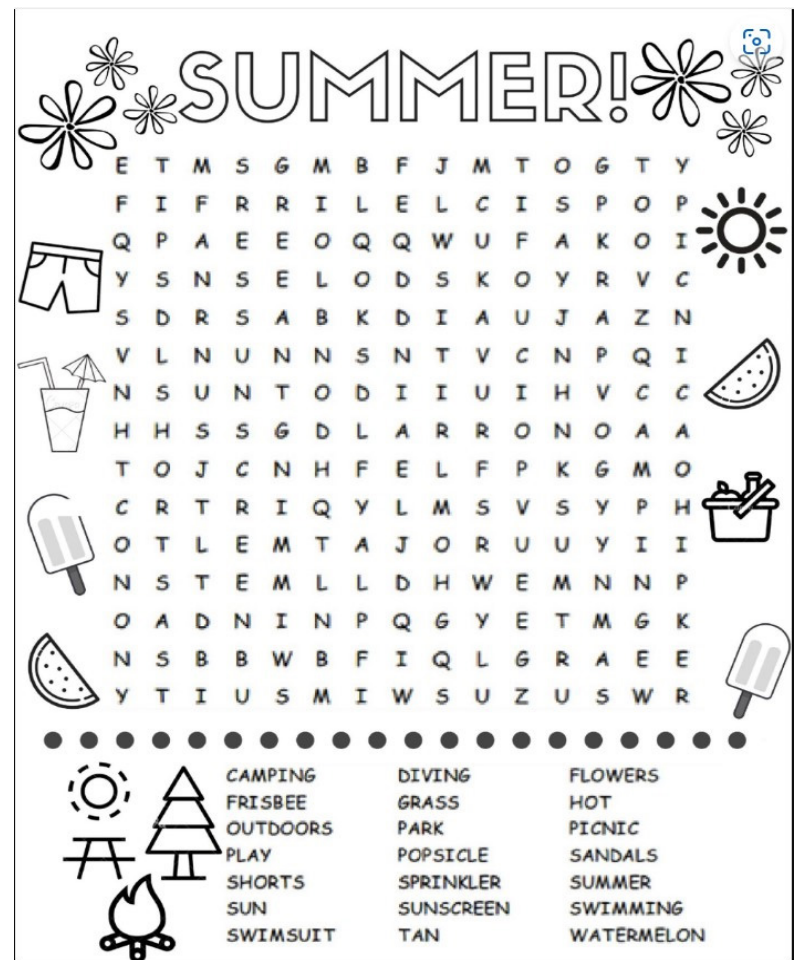 SUMMER!
E T M S G M B F J M T O G T Y
F I F R R I L E L C I S P O P
Q P A E E O Q Q W U F A K O I
Y S N S E L O D S K O Y R V C
S D R S A B K D I A U J A Z N
V L N U N N S N T V C N P Q I
N S U N T O D I I U I H V C C
H H S S G D L A R R O N O A A
T O J C N H F E L F P K G M O
C R T R I Q Y L M S V S Y P H
O T L E M T A J O R U U Y I I
N S T E M L L D H W E M N N P
O A D N I N P Q G Y E T M G K
N S B B W B F I Q L G R A E E
Y T I U S M I W S U Z U S W R
CAMPING DIVING FLOWERS
FRISBEE GRASS HOT
OUTDOORS PARK PICNIC
PLAY POPSICLE SANDALS
SHORTS SPRINKLER SUMMER
SUN SUNSCREEN SWIMMING
SWIMSUIT TAN WATERMELON